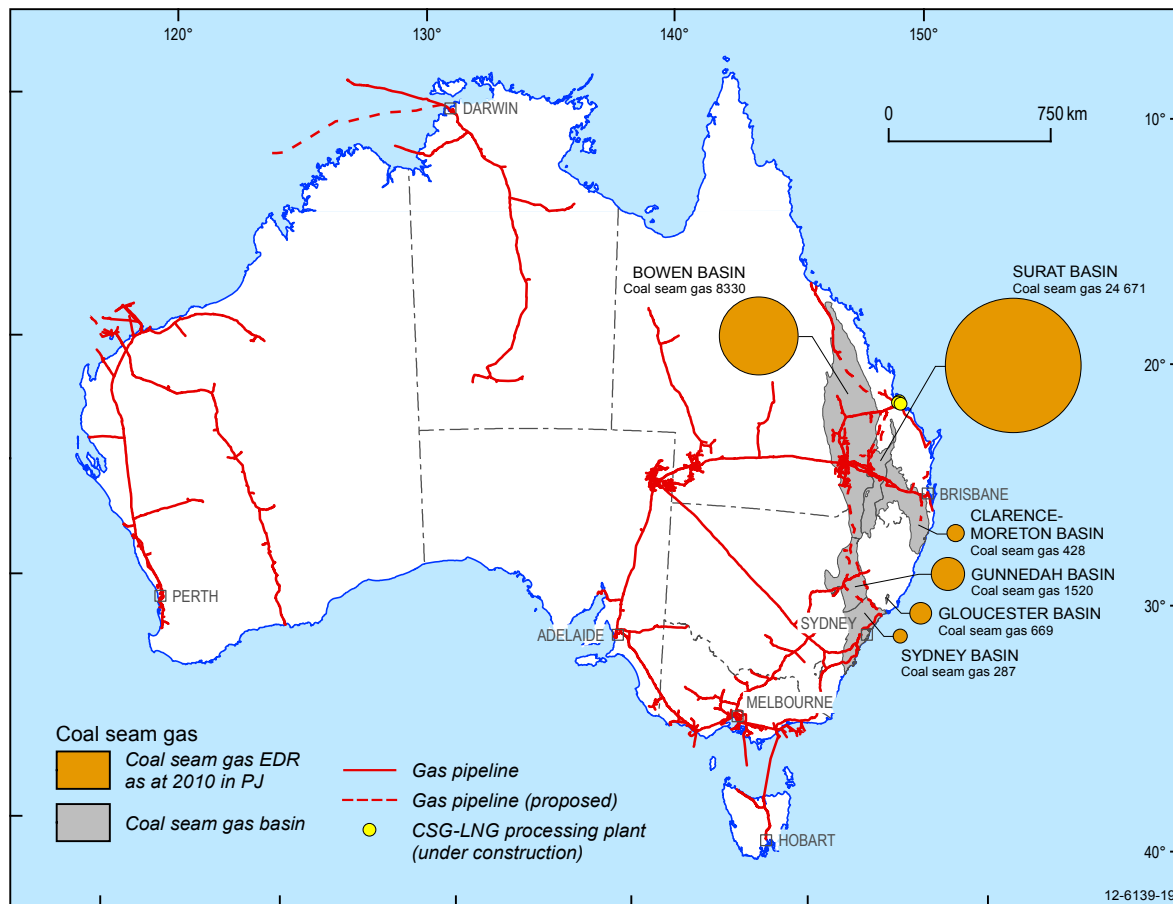 120°
130°
140°
150°
DARWIN
0
750 km
10°
BOWEN BASIN
Coal seam gas 8330
SURAT BASIN
Coal seam gas 24 671
20°
BRISBANE
CLARENCE-
MORETON BASIN
Coal seam gas 428
GUNNEDAH BASIN
Coal seam gas 1520
PERTH
30°
GLOUCESTER BASIN
Coal seam gas 669
SYDNEY
ADELAIDE
SYDNEY BASIN
Coal seam gas 287
MELBOURNE
Coal seam gas
Coal seam gas EDR
as at 2010 in PJ
Coal seam gas basin
Gas pipeline
Gas pipeline (proposed)
CSG-LNG processing plant
(under construction)
HOBART
40°
12-6139-19